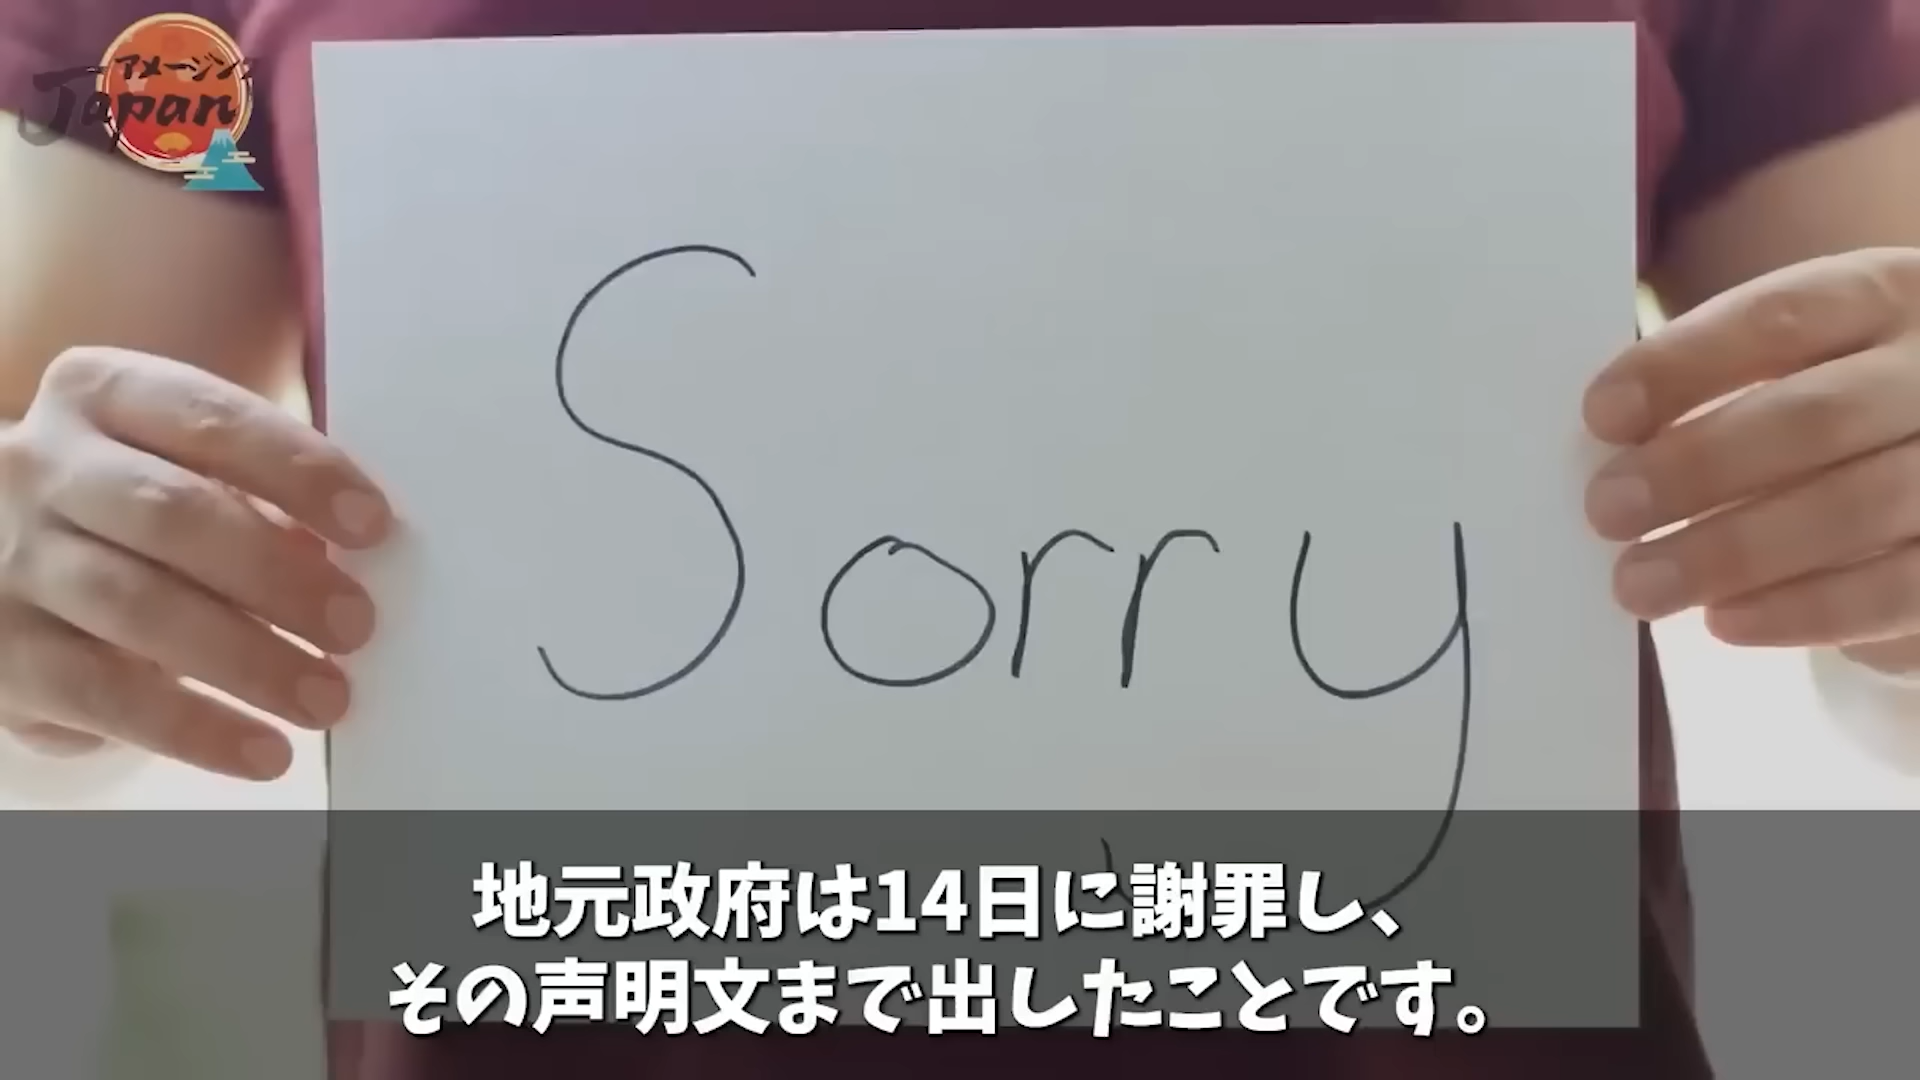 アメージング
Japan
Sorry
地元政府は14日に謝罪し、
その声明文まで出したことです。